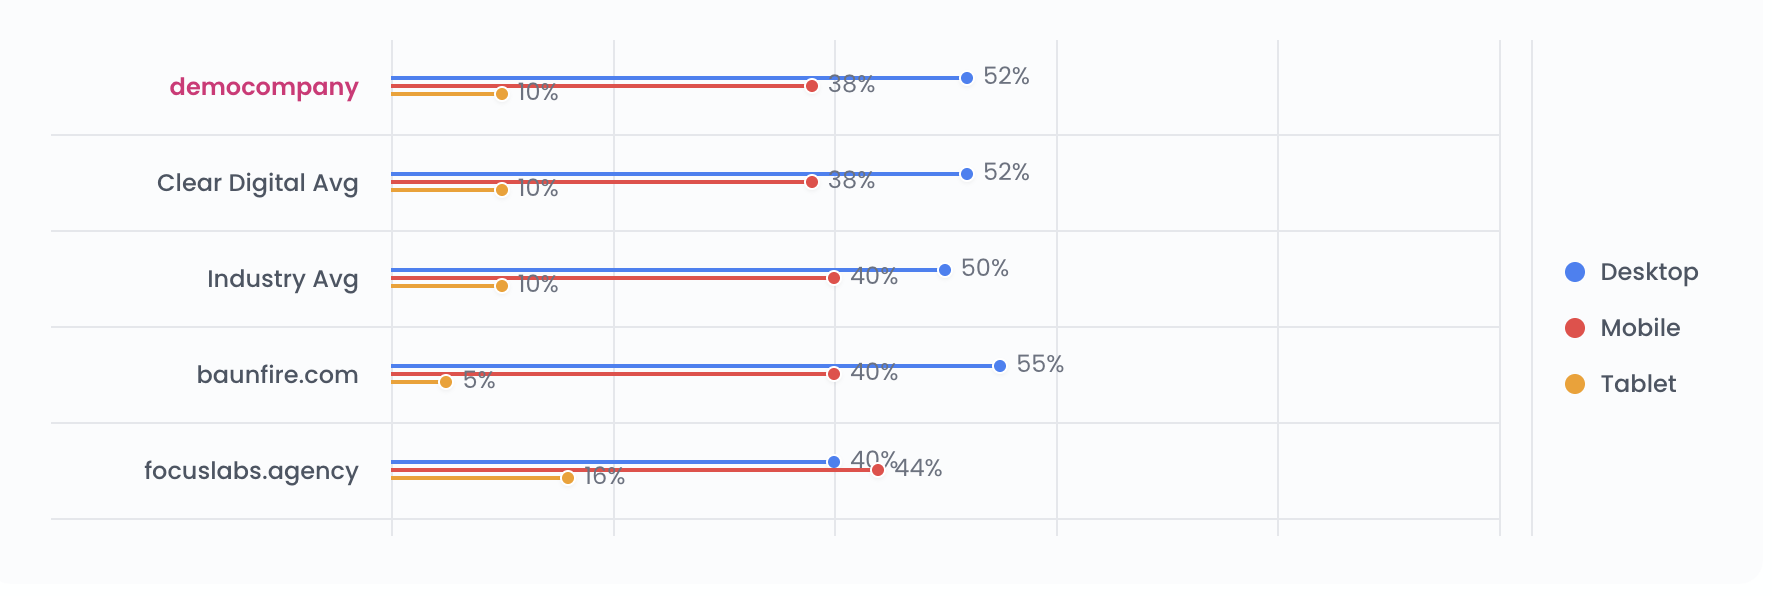 democompany
52%
38%
10%
Clear Digital Avg
52%
38%
10%
Industry Avg
50%
40%
10%
baunfire.com
55%
40%
5%
focuslabs.agency
40%
44%
16%
Desktop
Mobile
Tablet